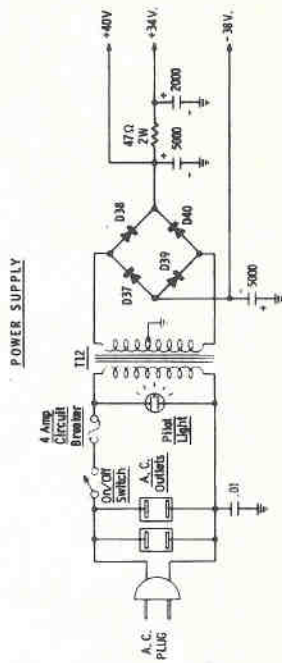 POWER SUPPLY
+40V.
+34V.
-38V.
+
2000
-
47Ω
2W
+
5000
-
D38
D40
D37
D39
-
5000
+
T12
4 Amp
Circuit
Breaker
Pilot
Light
On/Off
Switch
A.C.
Outlets
.01
A.C.
PLUG